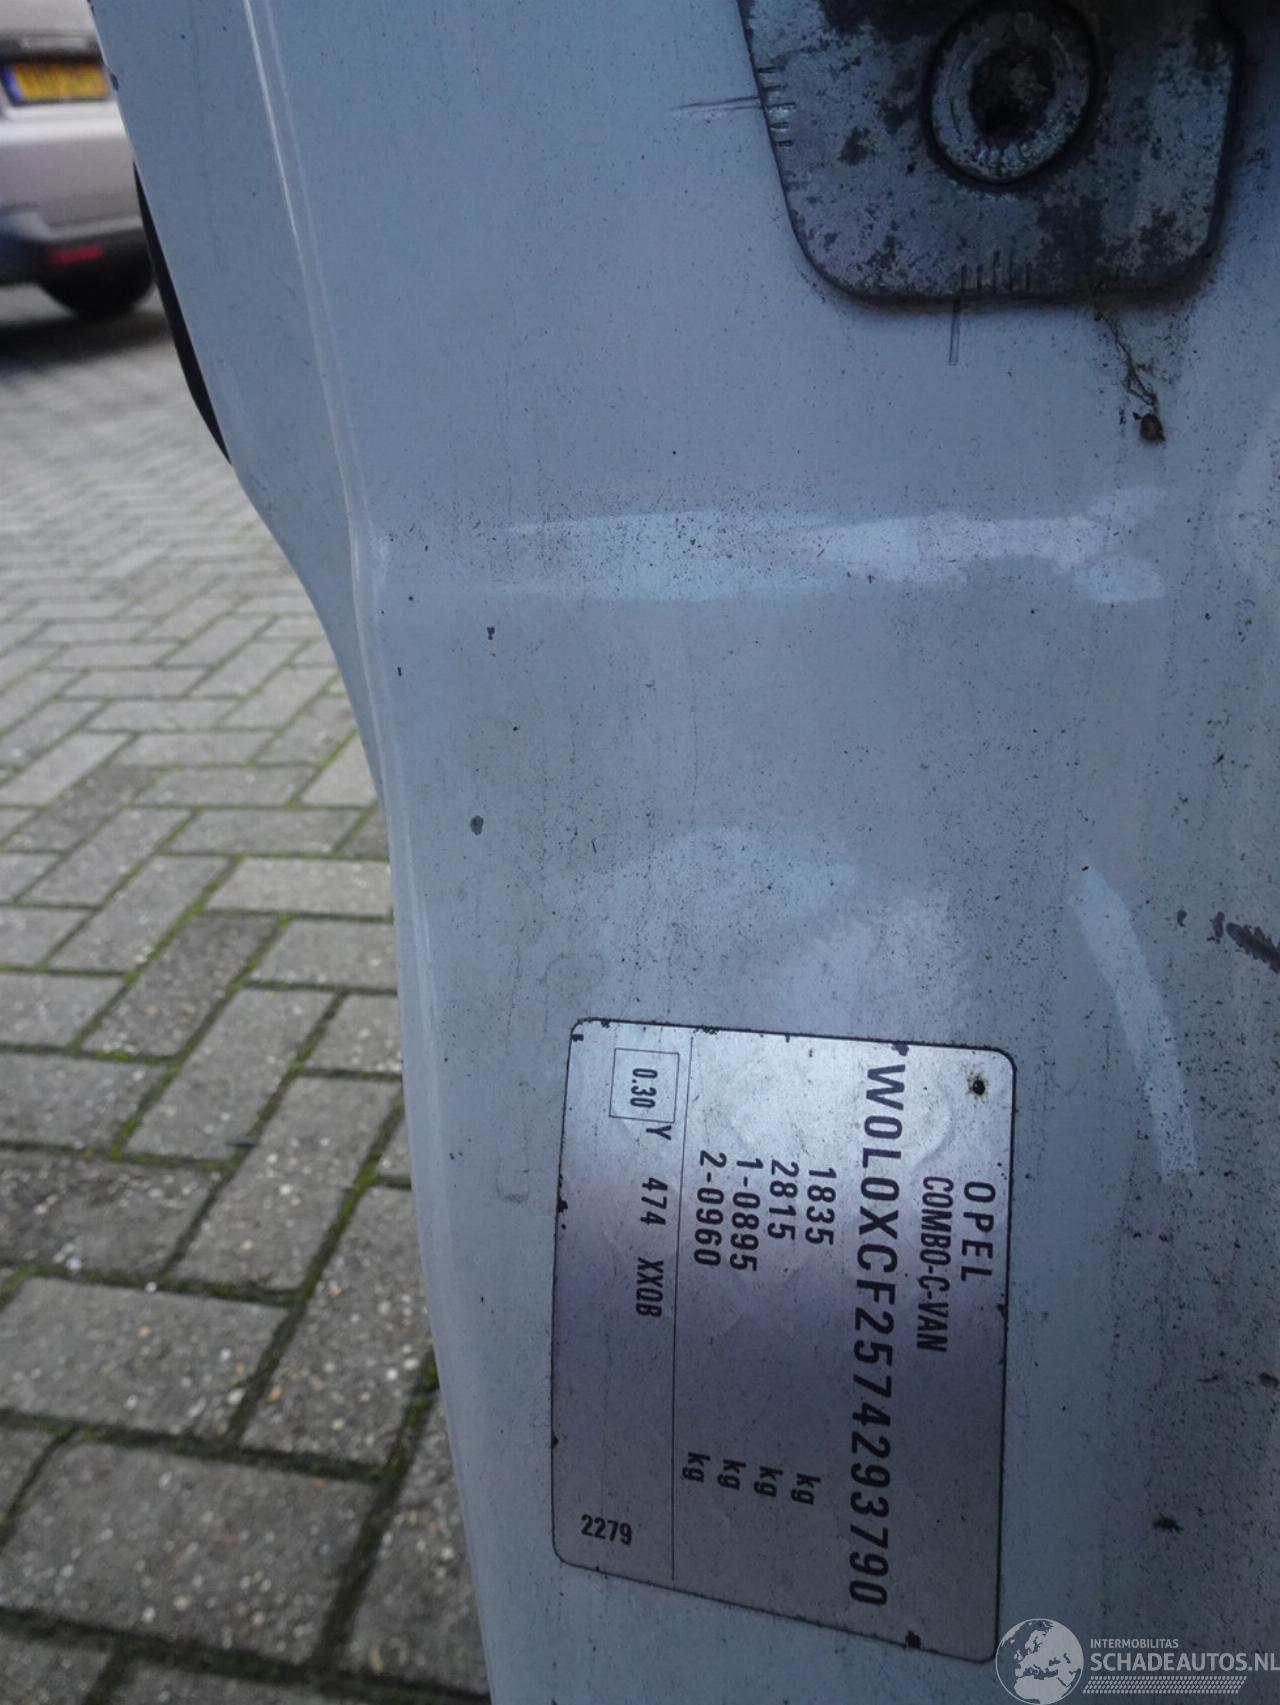 OPEL
COMBO-C-VAN
W0L0XCF2574293790
1835 kg
2815 kg
1-0895 kg
2-0960 kg
0.30 Y 474 XX0B
2279
INTERMOBILITAS
SCHADEAUTOS.NL